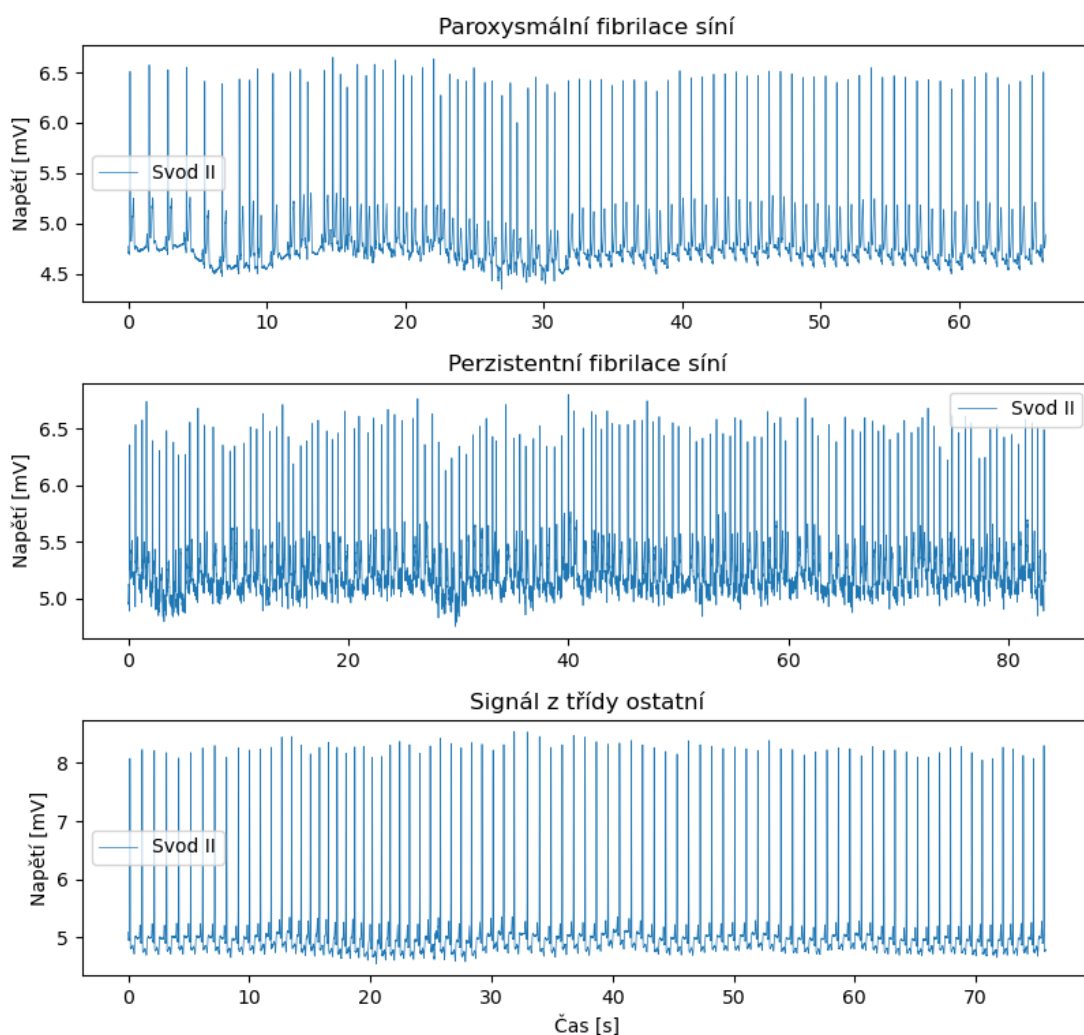 Paroxysmální fibrilace síní
Napětí [mV]
6.5
6.0
5.5
5.0
4.5
Svod II
0 10 20 30 40 50 60
Perzistentní fibrilace síní
Napětí [mV]
6.5
6.0
5.5
5.0
Svod II
0 20 40 60 80
Signál z třídy ostatní
Napětí [mV]
8
7
6
5
Svod II
0 10 20 30 40 50 60 70
Čas [s]